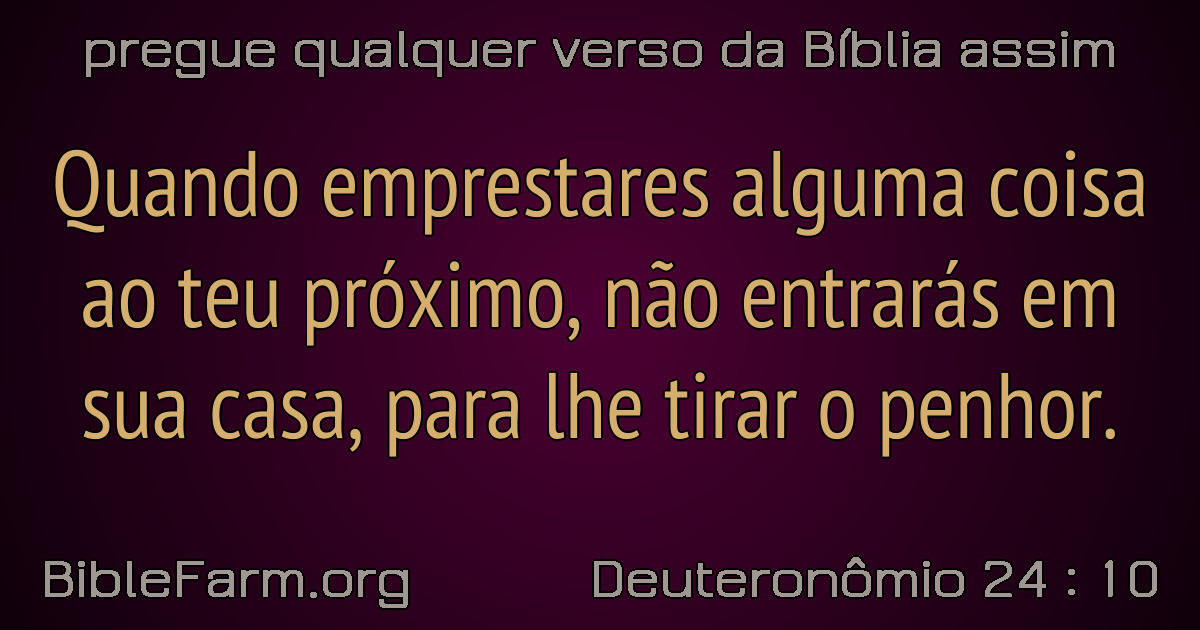 pregue qualquer verso da Bíblia assim
Quando emprestares alguma coisa
ao teu próximo, não entrarás em
sua casa, para lhe tirar o penhor.
BibleFarm.org
Deuteronômio 24 : 10